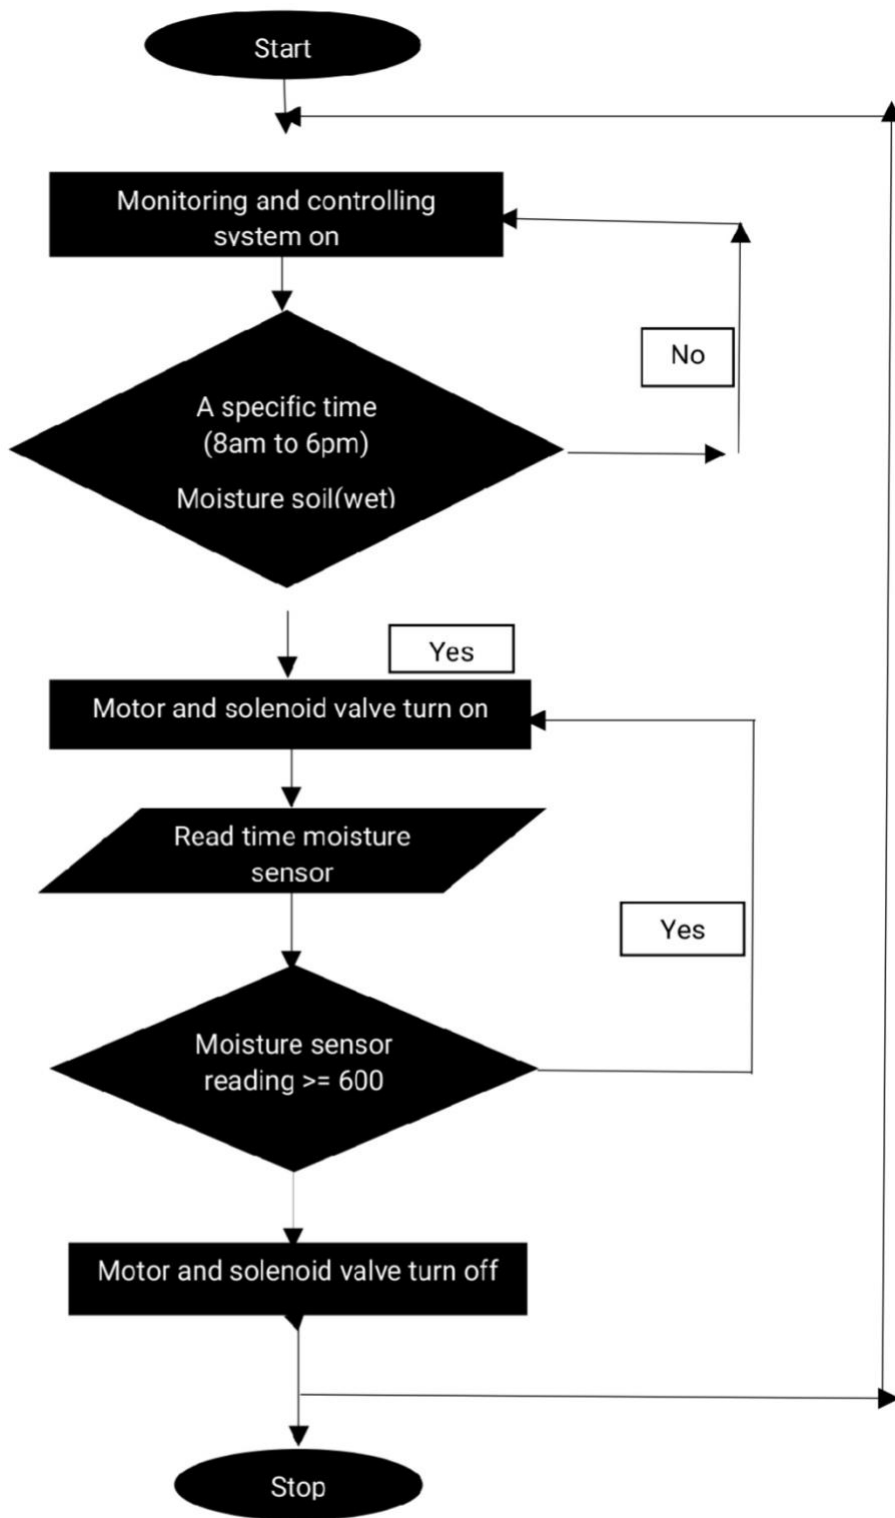 Start
Monitoring and controlling
system on
No
A specific time
(8am to 6pm)
Moisture soil(wet)
Yes
Motor and solenoid valve turn on
Read time moisture
sensor
Yes
Moisture sensor
reading >= 600
Motor and solenoid valve turn off
Stop